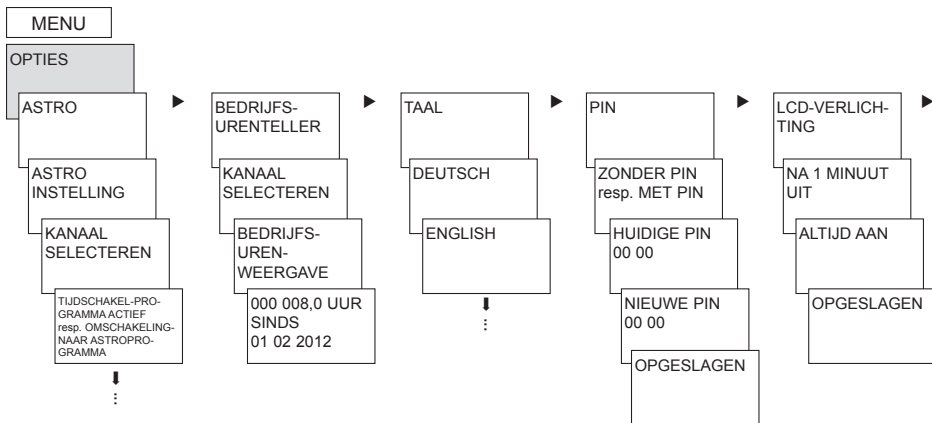 MENU
OPTIES
ASTRO
ASTRO
INSTELLING
KANAAL
SELECTEREN
TIJDSCHAKEL-PRO-
GRAMMA ACTIEF
resp. OMSCHAKELING-
NAAR ASTROPRO-
GRAMMA
BEDRIJFS-
URENTELLER
KANAAL
SELECTEREN
BEDRIJFS-
UREN-
WEERGAVE
000 008,0 UUR
SINDS
01 02 2012
TAAL
DEUTSCH
ENGLISH
PIN
ZONDER PIN
resp. MET PIN
HUIDIGE PIN
00 00
NIEUWE PIN
00 00
OPGESLAGEN
LCD-VERLICH-
TING
NA 1 MINUUT
UIT
ALTIJD AAN
OPGESLAGEN